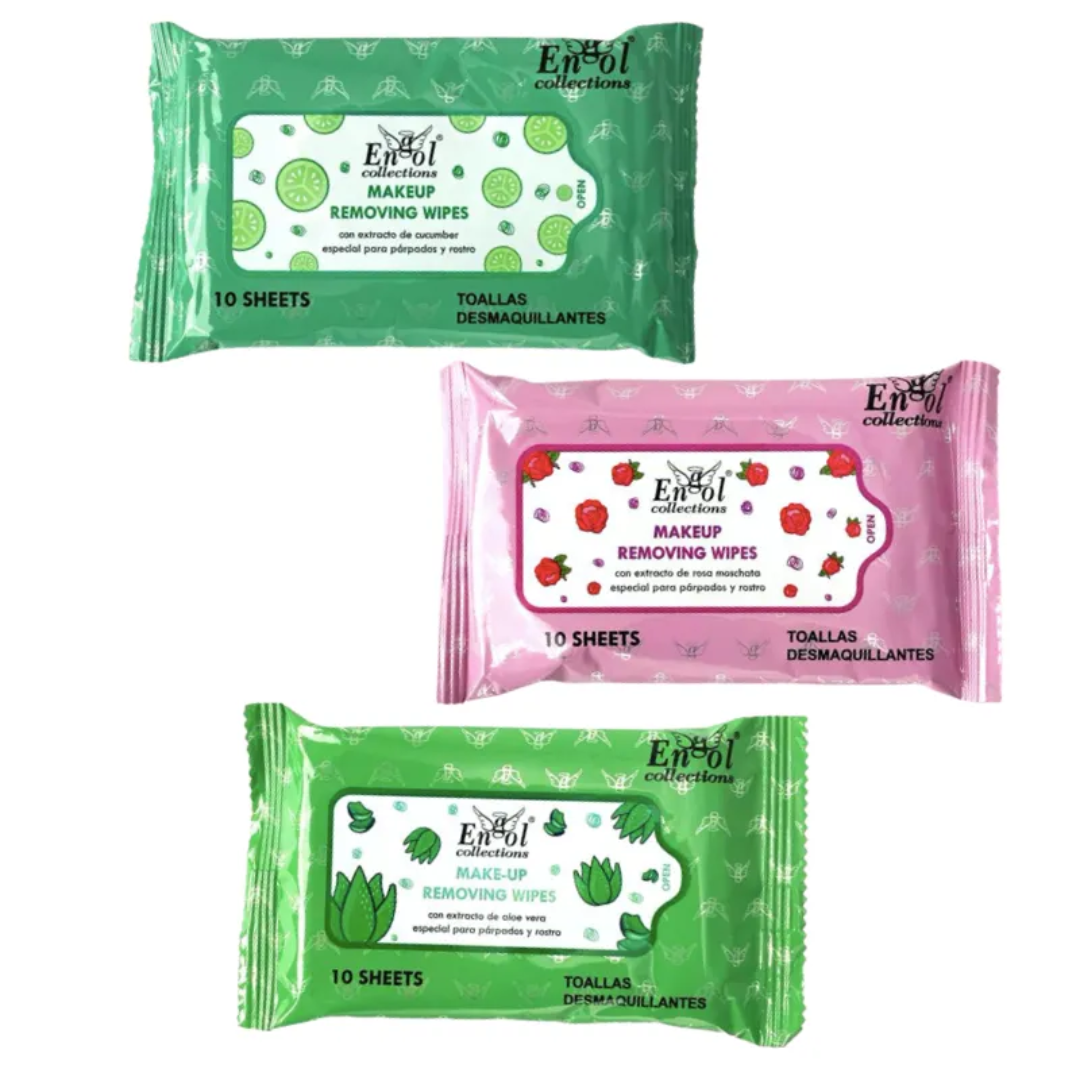 Engol
collections
Engol
collections
MAKEUP
REMOVING WIPES
con extracto de cucumber
especial para párpados y rostro
OPEN
10 SHEETS
TOALLAS
DESMAQUILLANTES
Engol
collections
Engol
collections
MAKEUP
REMOVING WIPES
con extracto de rosa moschata
especial para párpados y rostro
OPEN
10 SHEETS
TOALLAS
DESMAQUILLANTES
Engol
collections
Engol
collections
MAKE-UP
REMOVING WIPES
con extracto de aloe vera
especial para párpados y rostro
OPEN
10 SHEETS
TOALLAS
DESMAQUILLANTES